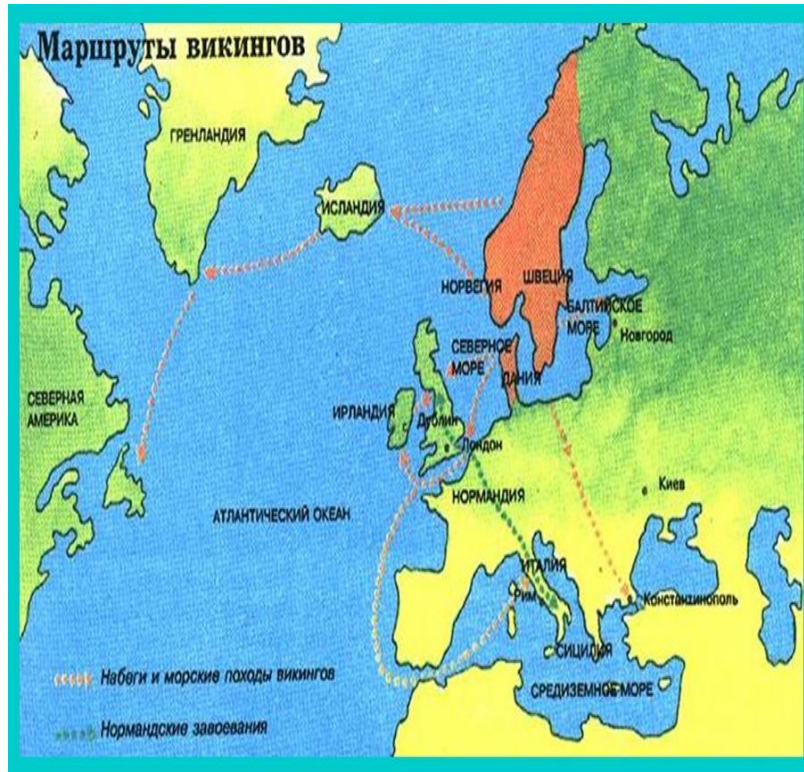 Маршруты викингов
ГРЕНЛАНДИЯ
ИСЛАНДИЯ
НОРВЕГИЯ
ШВЕЦИЯ
БАЛТИЙСКОЕ
МОРЕ
Новгород
СЕВЕРНОЕ
МОРЕ
ДАНИЯ
СЕВЕРНАЯ
АМЕРИКА
ИРЛАНДИЯ
Дублин
Лондон
НОРМАНДИЯ
Киев
АТЛАНТИЧЕСКИЙ ОКЕАН
ИТАЛИЯ
Рим
Константинополь
СИЦИЛИЯ
СРЕДИЗЕМНОЕ МОРЕ
Набеги и морские походы викингов
Нормандские завоевания